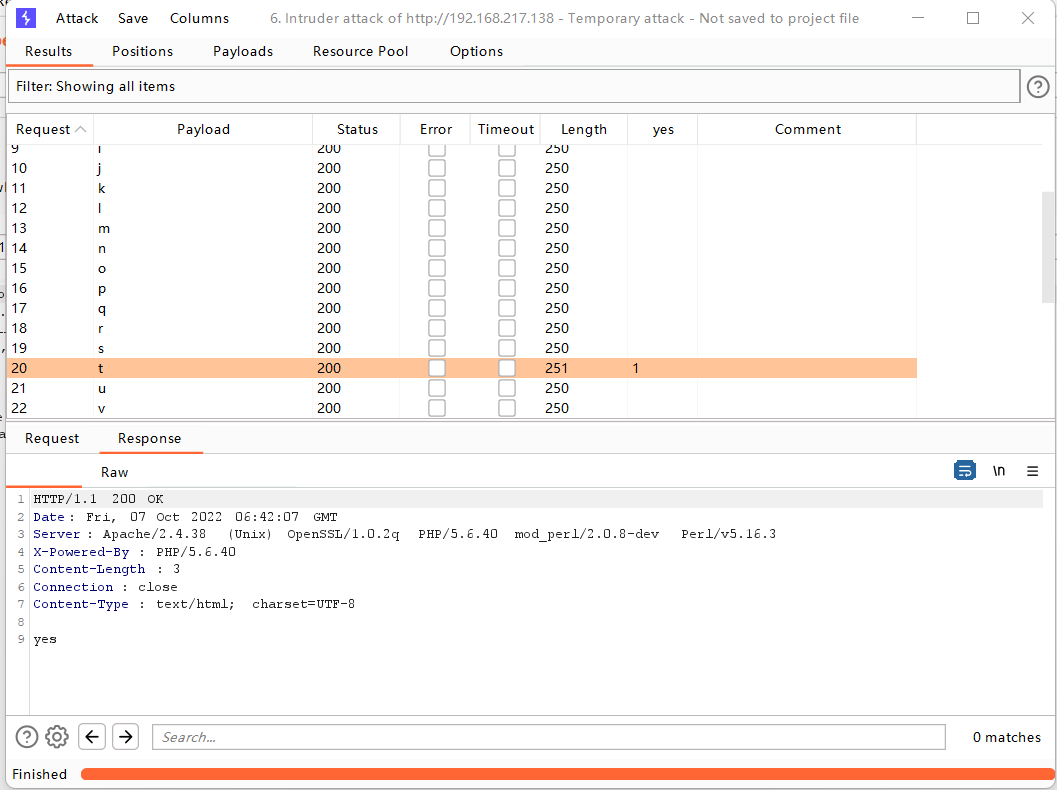 Attack Save Columns 6. Intruder attack of http://192.168.217.138 - Temporary attack - Not saved to project file
Results Positions Payloads Resource Pool Options
Filter: Showing all items
Request Payload Status Error Timeout Length yes Comment
9 i 200 250
10 j 200 250
11 k 200 250
12 l 200 250
13 m 200 250
14 n 200 250
15 o 200 250
16 p 200 250
17 q 200 250
18 r 200 250
19 s 200 250
20 t 200 251 1
21 u 200 250
22 v 200 250
Request Response
Raw \n
1 HTTP/1.1 200 OK
2 Date : Fri, 07 Oct 2022 06:42:07 GMT
3 Server : Apache/2.4.38 (Unix) OpenSSL/1.0.2q PHP/5.6.40 mod_perl/2.0.8-dev Perl/v5.16.3
4 X-Powered-By : PHP/5.6.40
5 Content-Length : 3
6 Connection : close
7 Content-Type : text/html; charset=UTF-8
8
9 yes
Search... 0 matches
Finished